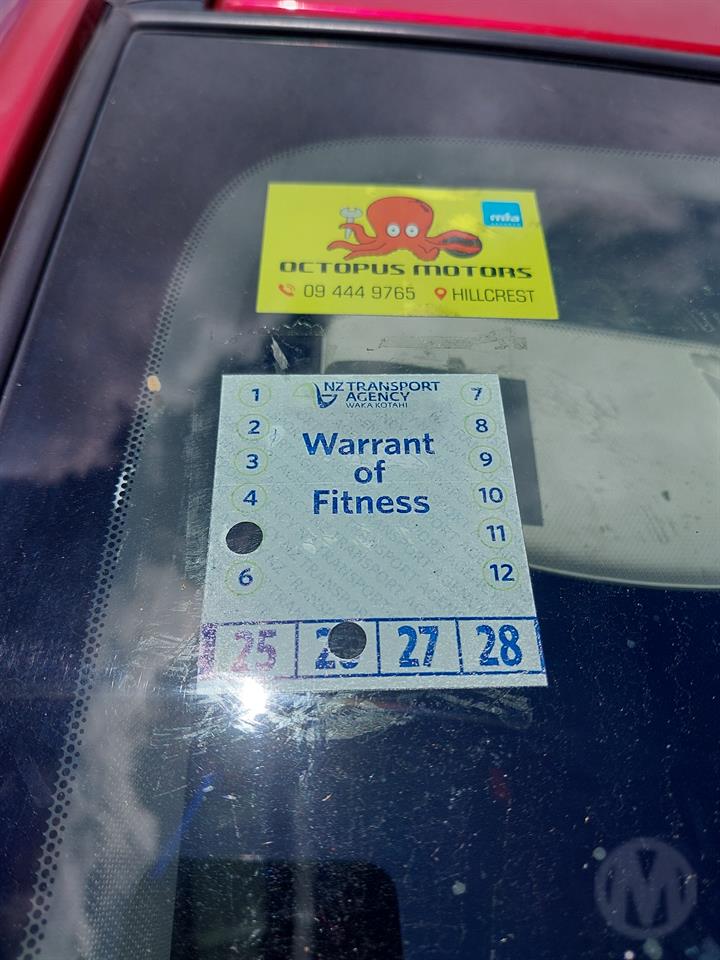 mta
OCTOPUS MOTORS
09 444 9765 HILLCREST
NZ TRANSPORT
AGENCY
WAKA KOTAHI
Warrant
of
Fitness
1
2
3
4
6
7
8
9
10
11
12
25 26 27 28
M